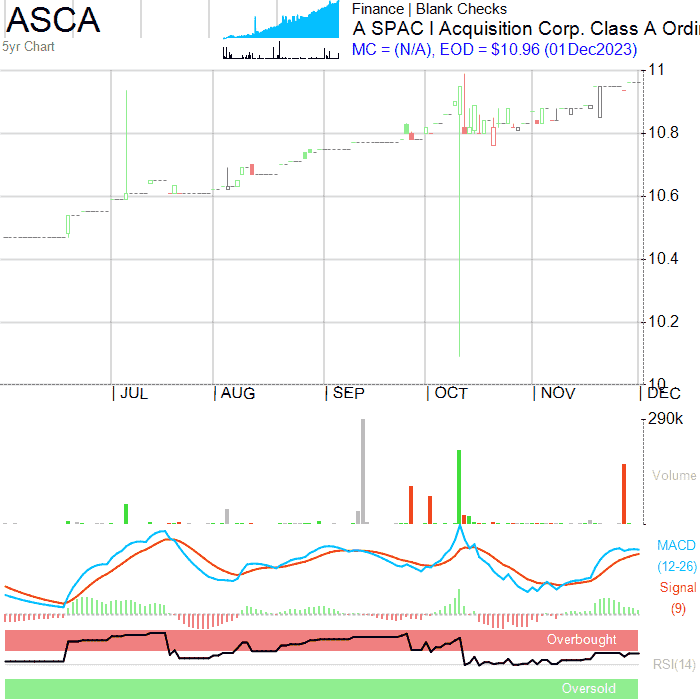 ASCA
5yr Chart
Finance | Blank Checks
A SPAC I Acquisition Corp. Class A Ordi
MC = (N/A), EOD = $10.96 (01Dec2023)
11
10.8
10.6
10.4
10.2
10
JUL AUG SEP OCT NOV DEC
290k
Volume
MACD
(12-26)
Signal
(9)
Overbought
RSI(14)
Oversold